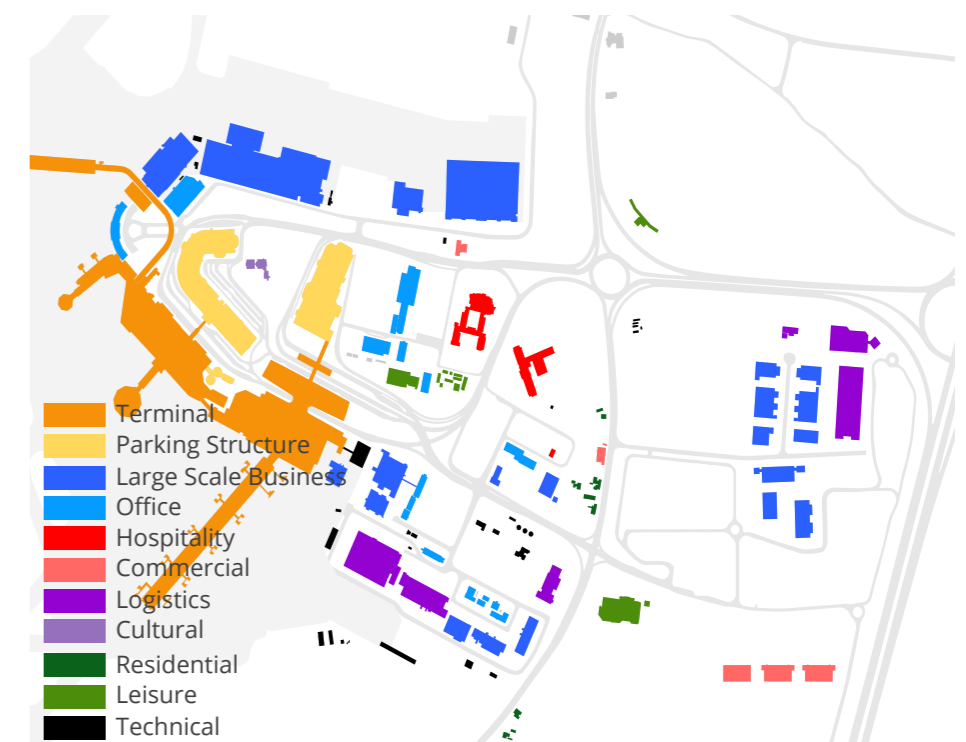 Terminal
Parking Structure
Large Scale Business
Office
Hospitality
Commercial
Logistics
Cultural
Residential
Leisure
Technical